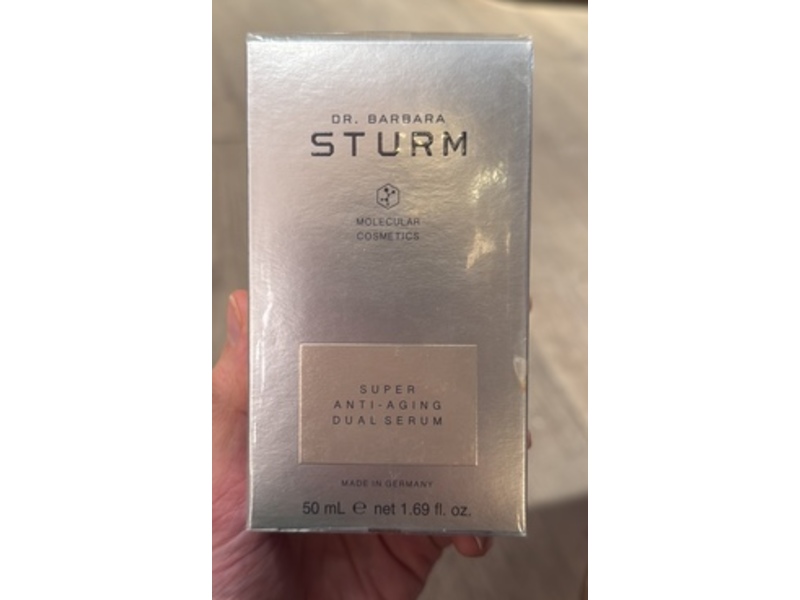 DR. BARBARA
STURM
MOLECULAR
COSMETICS
SUPER
ANTI-AGING
DUAL SERUM
MADE IN GERMANY
50 mL ℮ net 1.69 fl. oz.